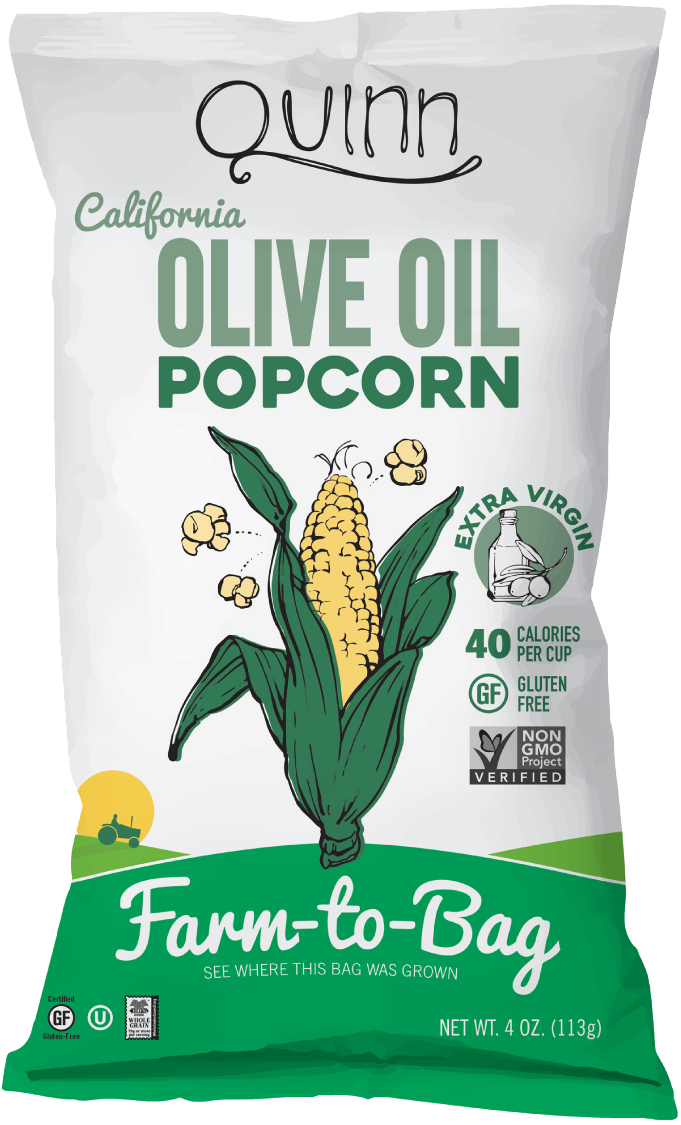 Quinn
California
OLIVE OIL
POPCORN
EXTRA VIRGIN
40 CALORIES
PER CUP
GF GLUTEN
FREE
NON
GMO
Project
VERIFIED
Farm-to-Bag
SEE WHERE THIS BAG WAS GROWN
Certified
GF
Gluten-Free
U
100%
WHOLE
GRAIN
NET WT. 4 OZ. (113g)